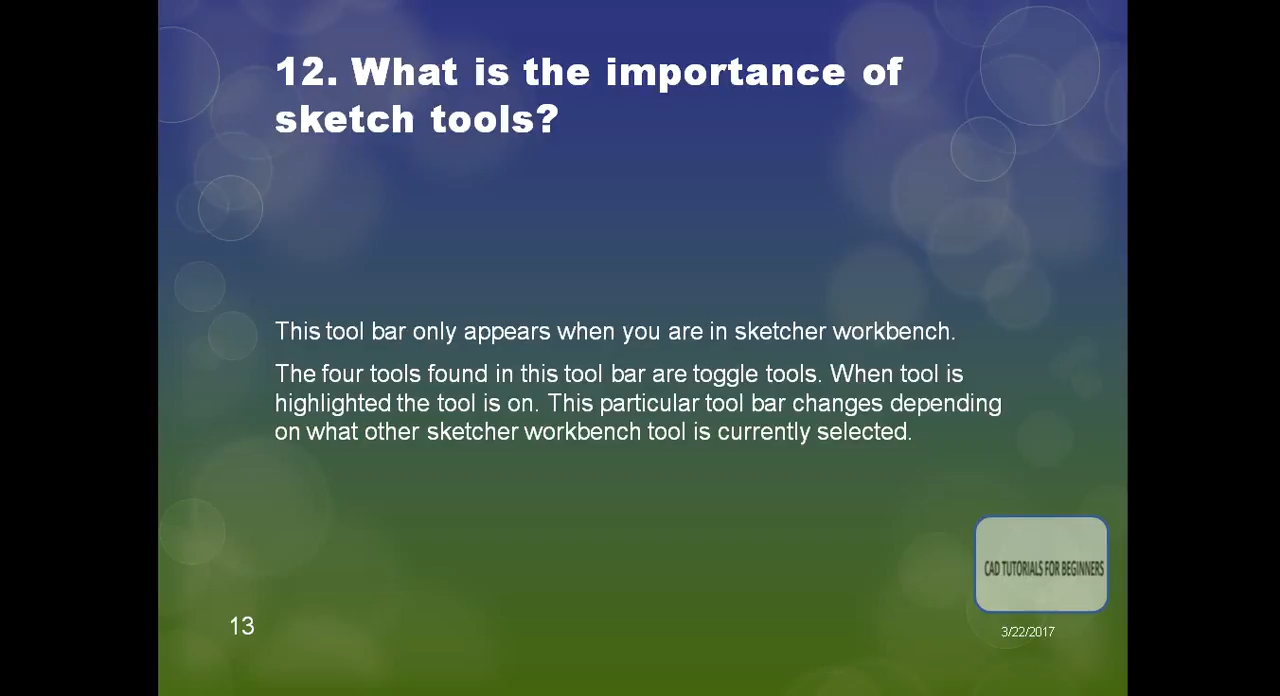 12. What is the importance of
sketch tools?
This tool bar only appears when you are in sketcher workbench.
The four tools found in this tool bar are toggle tools. When tool is
highlighted the tool is on. This particular tool bar changes depending
on what other sketcher workbench tool is currently selected.
CAD TUTORIALS FOR BEGINNERS
13
3/22/2017